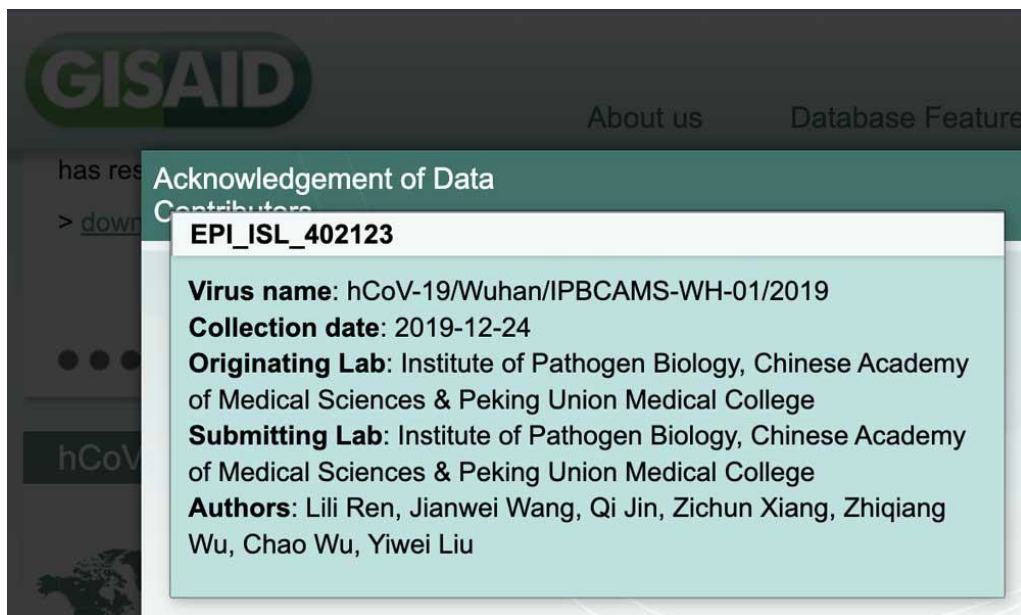 GISAID
About us Database Feature
has res
Acknowledgement of Data
Contributors
> down
EPI_ISL_402123
Virus name: hCoV-19/Wuhan/IPBCAMS-WH-01/2019
Collection date: 2019-12-24
Originating Lab: Institute of Pathogen Biology, Chinese Academy
of Medical Sciences & Peking Union Medical College
Submitting Lab: Institute of Pathogen Biology, Chinese Academy
of Medical Sciences & Peking Union Medical College
hCoV
Authors: Lili Ren, Jianwei Wang, Qi Jin, Zichun Xiang, Zhiqiang
Wu, Chao Wu, Yiwei Liu